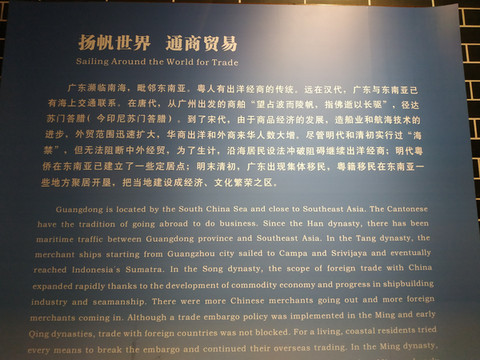 扬帆世界 通商贸易
Sailing Around the World for Trade
广东濒临南海，毗邻东南亚。粤人有出洋经商的传统。远在汉代，广东与东南亚已
有海上交通联系。在唐代，从广州出发的商舶“望占波而陵帆，指佛逝以长驱”，径达
苏门答腊（今印尼苏门答腊）。到了宋代，由于商品经济的发展，造船业和航海技术的
进步，外贸范围迅速扩大，华商出洋和外商来华人数大增。尽管明代和清初实行过“海
禁”，但无法阻断中外经贸。为了生计，沿海居民设法冲破阻碍继续出洋经商；明代粤
侨在东南亚已建立了一些定居点；明末清初，广东出现集体移民，粤籍移民在东南亚一
些地方聚居开垦，把当地建设成经济、文化繁荣之区。
Guangdong is located by the South China Sea and close to Southeast Asia. The Cantonese
have the tradition of going abroad to do business. Since the Han dynasty, there has been
maritime traffic between Guangdong province and Southeast Asia. In the Tang dynasty, the
merchant ships starting from Guangzhou city sailed to Campa and Srivijaya and eventually
reached Indonesia's Sumatra. In the Song dynasty, the scope of foreign trade with China
expanded rapidly thanks to the development of commodity economy and progress in shipbuilding
industry and seamanship. There were more Chinese merchants going out and more foreign
merchants coming in. Although a trade embargo policy was implemented in the Ming and early
Qing dynasties, trade with foreign countries was not blocked. For a living, coastal residents tried
every means to break the embargo and continued their overseas trading. In the Ming dynasty,